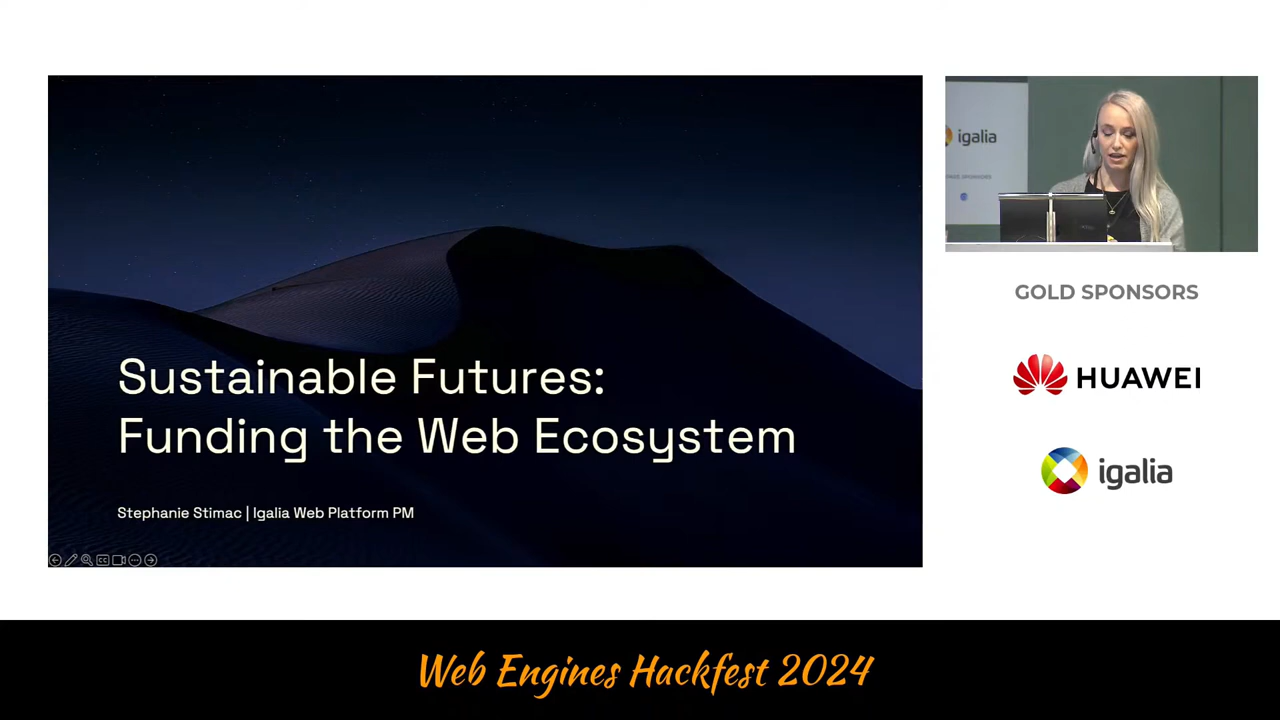 Sustainable Futures:
Funding the Web Ecosystem
Stephanie Stimac | Igalia Web Platform PM
igalia
GOLD SPONSORS
HUAWEI
igalia
Web Engines Hackfest 2024